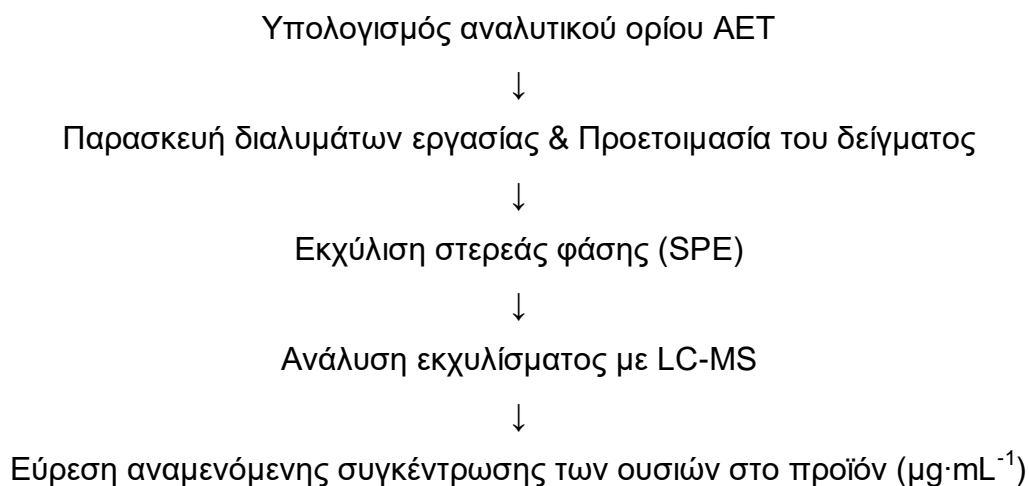 Υπολογισμός αναλυτικού ορίου AET
↓
Παρασκευή διαλυμάτων εργασίας & Προετοιμασία του δείγματος
↓
Εκχύλιση στερεάς φάσης (SPE)
↓
Ανάλυση εκχυλίσματος με LC-MS
↓
Εύρεση αναμενόμενης συγκέντρωσης των ουσιών στο προϊόν (μg·mL⁻¹)